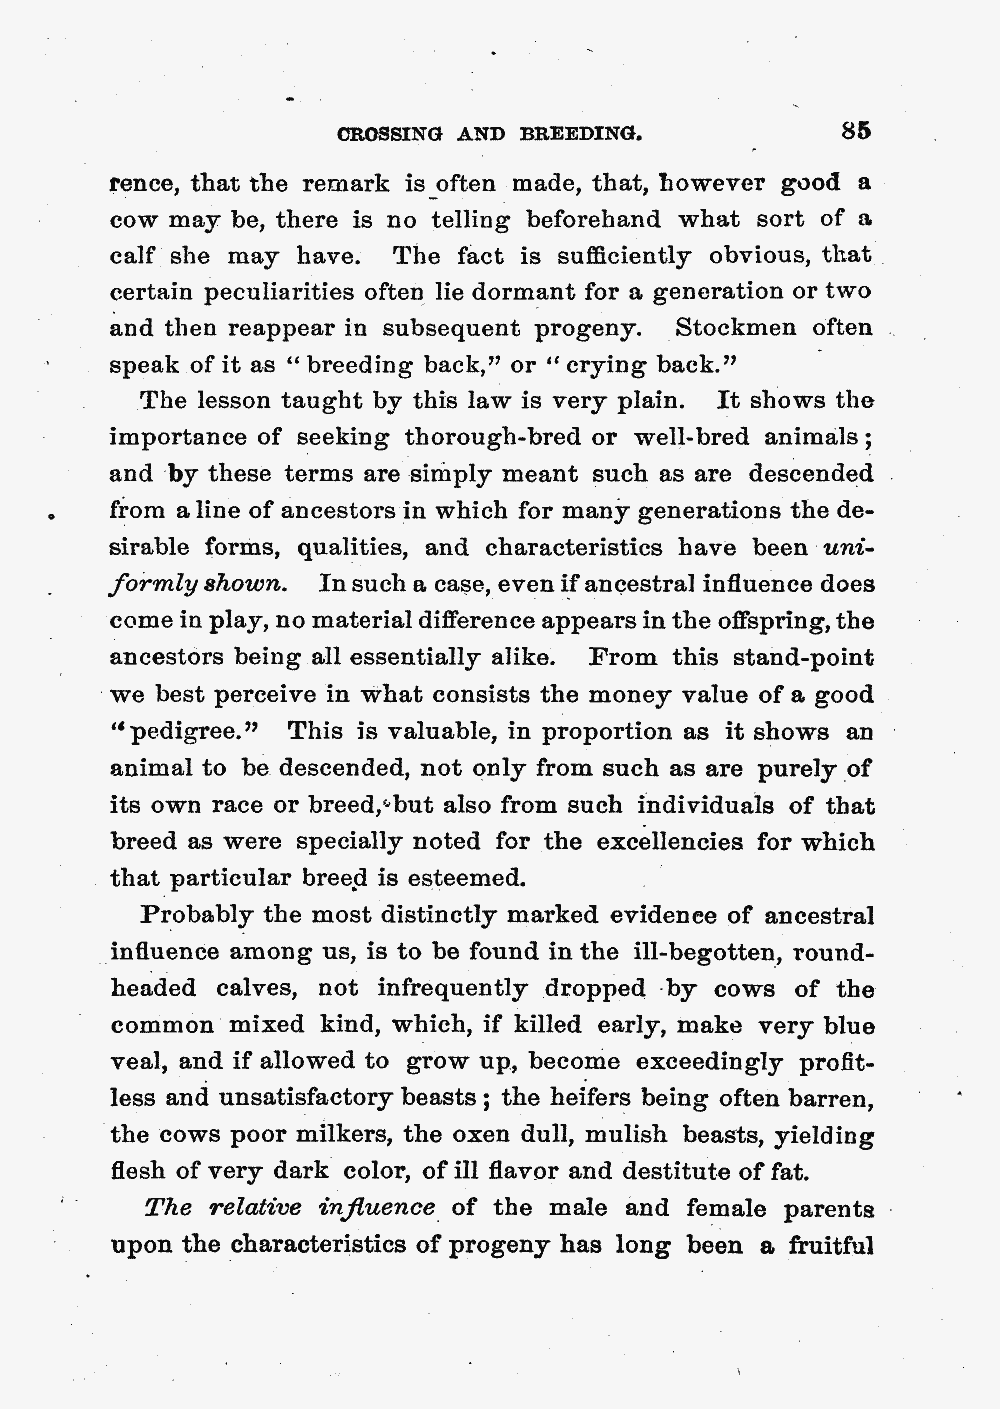 CROSSING AND BREEDING. 85
rence, that the remark is often made, that, however good a
cow may be, there is no telling beforehand what sort of a
calf she may have. The fact is sufficiently obvious, that
certain peculiarities often lie dormant for a generation or two
and then reappear in subsequent progeny. Stockmen often
speak of it as “breeding back,” or “crying back.”
The lesson taught by this law is very plain. It shows the
importance of seeking thorough-bred or well-bred animals;
and by these terms are simply meant such as are descended
from a line of ancestors in which for many generations the de-
sirable forms, qualities, and characteristics have been uni-
formly shown. In such a case, even if ancestral influence does
come in play, no material difference appears in the offspring, the
ancestors being all essentially alike. From this stand-point
we best perceive in what consists the money value of a good
“pedigree.” This is valuable, in proportion as it shows an
animal to be descended, not only from such as are purely of
its own race or breed, but also from such individuals of that
breed as were specially noted for the excellencies for which
that particular breed is esteemed.
Probably the most distinctly marked evidence of ancestral
influence among us, is to be found in the ill-begotten, round-
headed calves, not infrequently dropped by cows of the
common mixed kind, which, if killed early, make very blue
veal, and if allowed to grow up, become exceedingly profit-
less and unsatisfactory beasts; the heifers being often barren,
the cows poor milkers, the oxen dull, mulish beasts, yielding
flesh of very dark color, of ill flavor and destitute of fat.
The relative influence of the male and female parents
upon the characteristics of progeny has long been a fruitful